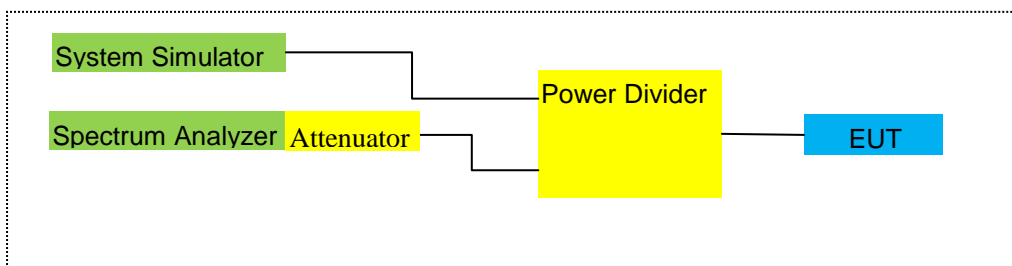 System Simulator
Power Divider
Spectrum Analyzer
Attenuator
EUT